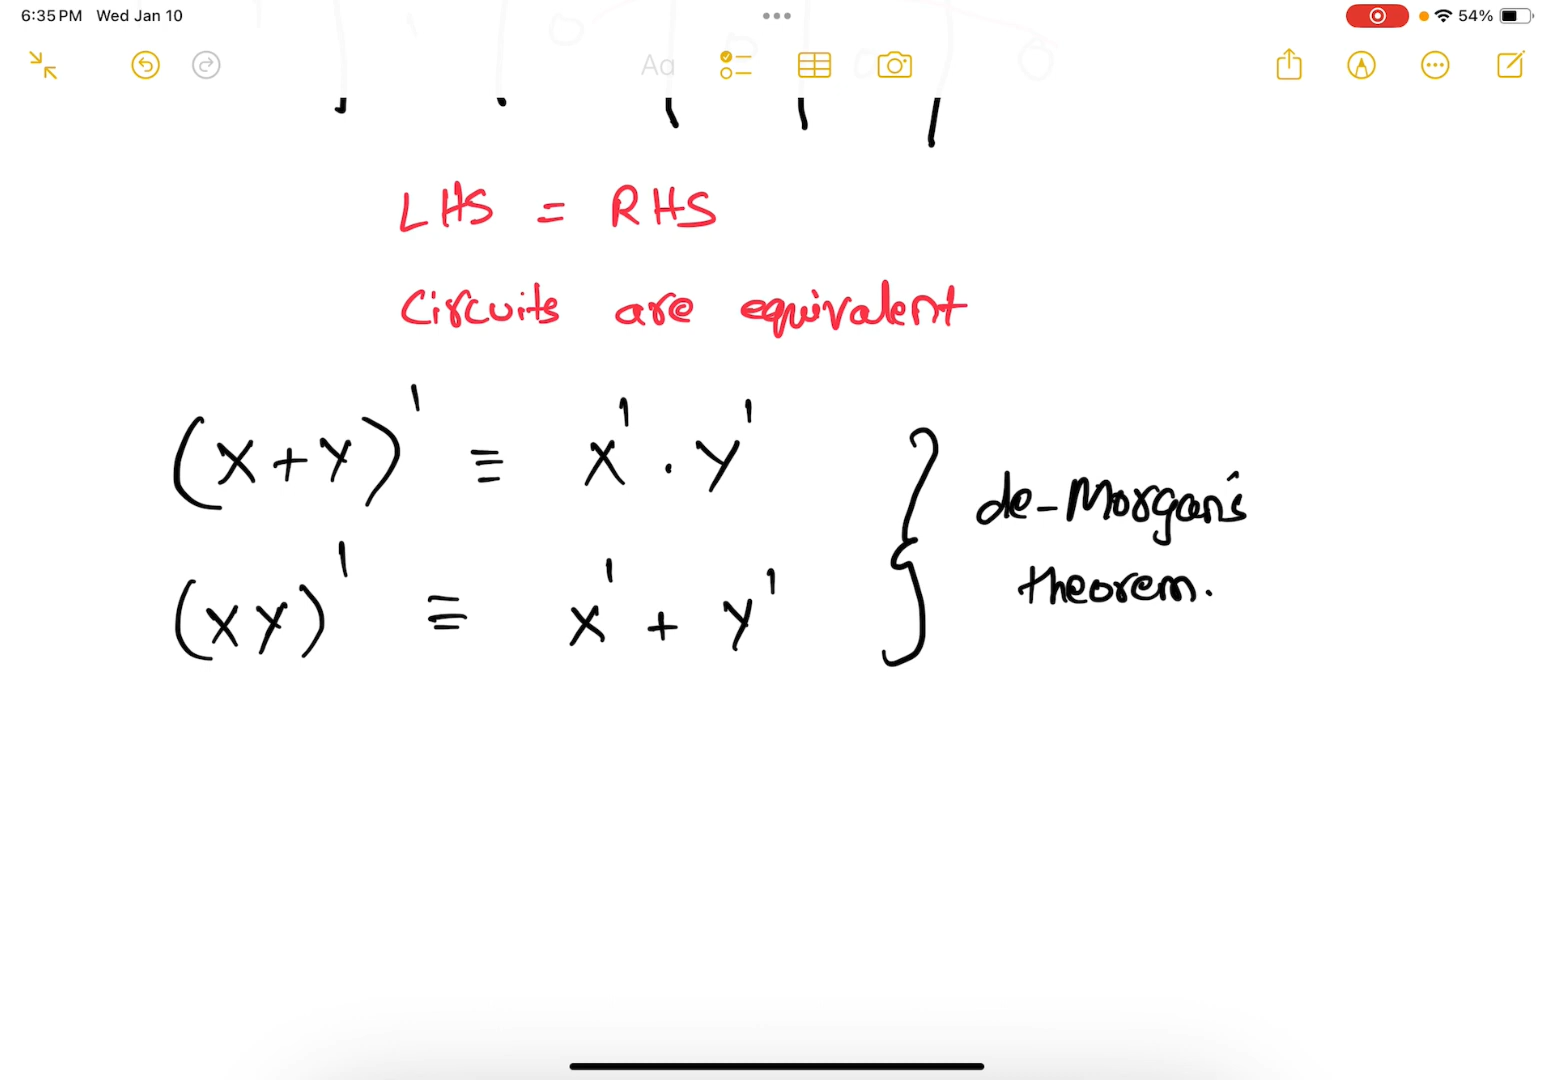 6:35 PM Wed Jan 10
54%
Aa
LHS = RHS
Circuits are equivalent
(x+y)' ≡ x' . y'
(xy)' ≡ x' + y'
de-Morgan's
theorem.